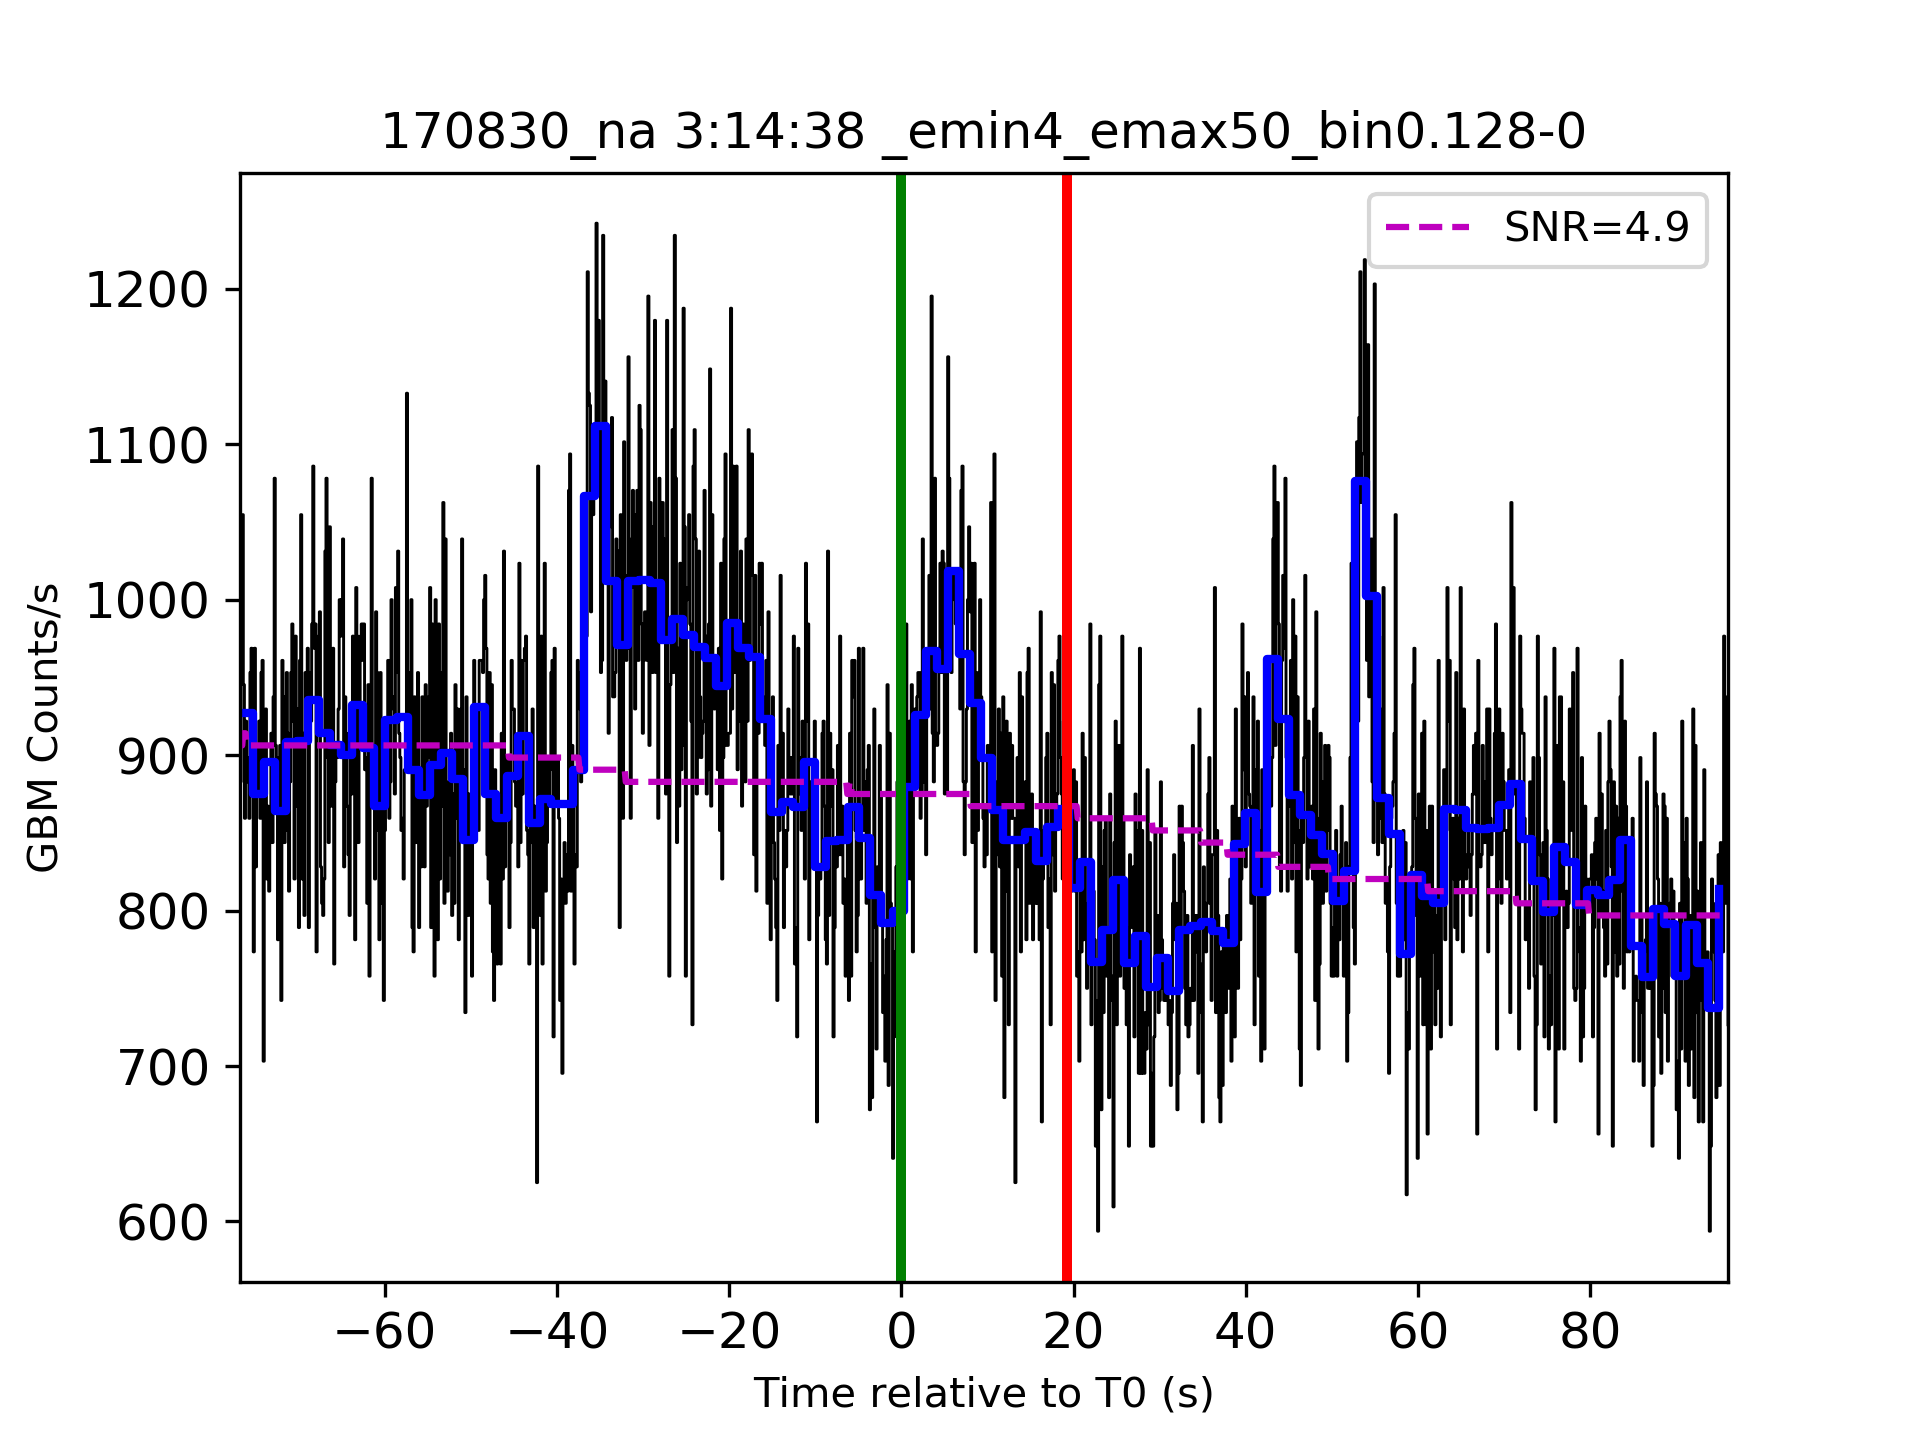 170830_na 3:14:38 _emin4_emax50_bin0.128-0
SNR=4.9
GBM Counts/s
1200
1100
1000
900
800
700
600
−60 −40 −20 0 20 40 60 80
Time relative to T0 (s)